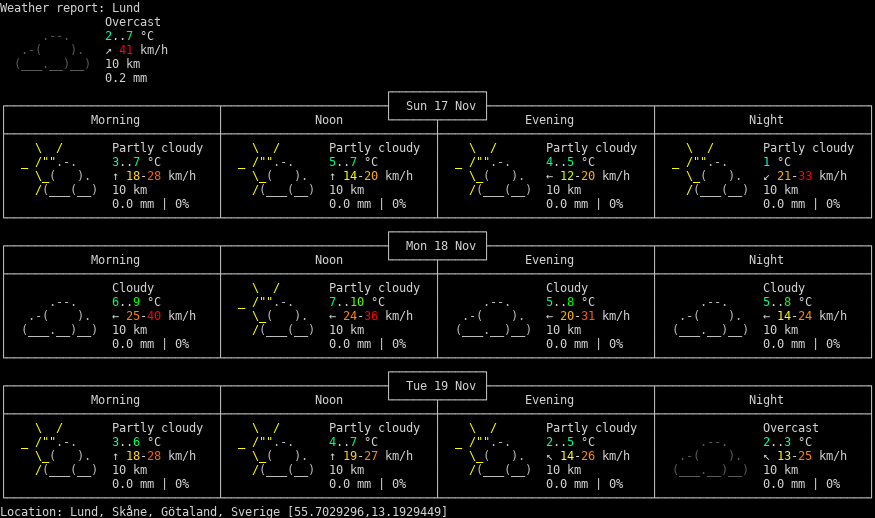 Weather report: Lund
Overcast
2..7 °C
↗ 41 km/h
10 km
0.2 mm
Sun 17 Nov
Morning Noon Evening Night
Partly cloudy Partly cloudy Partly cloudy Partly cloudy
3..7 °C 5..7 °C 4..5 °C 1 °C
↑ 18-28 km/h ↑ 14-20 km/h ← 12-20 km/h ↙ 21-33 km/h
10 km 10 km 10 km 10 km
0.0 mm | 0% 0.0 mm | 0% 0.0 mm | 0% 0.0 mm | 0%
Mon 18 Nov
Morning Noon Evening Night
Cloudy Partly cloudy Cloudy Cloudy
6..9 °C 7..10 °C 5..8 °C 5..8 °C
← 25-40 km/h ← 24-36 km/h ← 20-31 km/h ← 14-24 km/h
10 km 10 km 10 km 10 km
0.0 mm | 0% 0.0 mm | 0% 0.0 mm | 0% 0.0 mm | 0%
Tue 19 Nov
Morning Noon Evening Night
Partly cloudy Partly cloudy Partly cloudy Overcast
3..6 °C 4..7 °C 2..5 °C 2..3 °C
↑ 18-28 km/h ↑ 19-27 km/h ↖ 14-26 km/h ↖ 13-25 km/h
10 km 10 km 10 km 10 km
0.0 mm | 0% 0.0 mm | 0% 0.0 mm | 0% 0.0 mm | 0%
Location: Lund, Skåne, Götaland, Sverige [55.7029296,13.1929449]